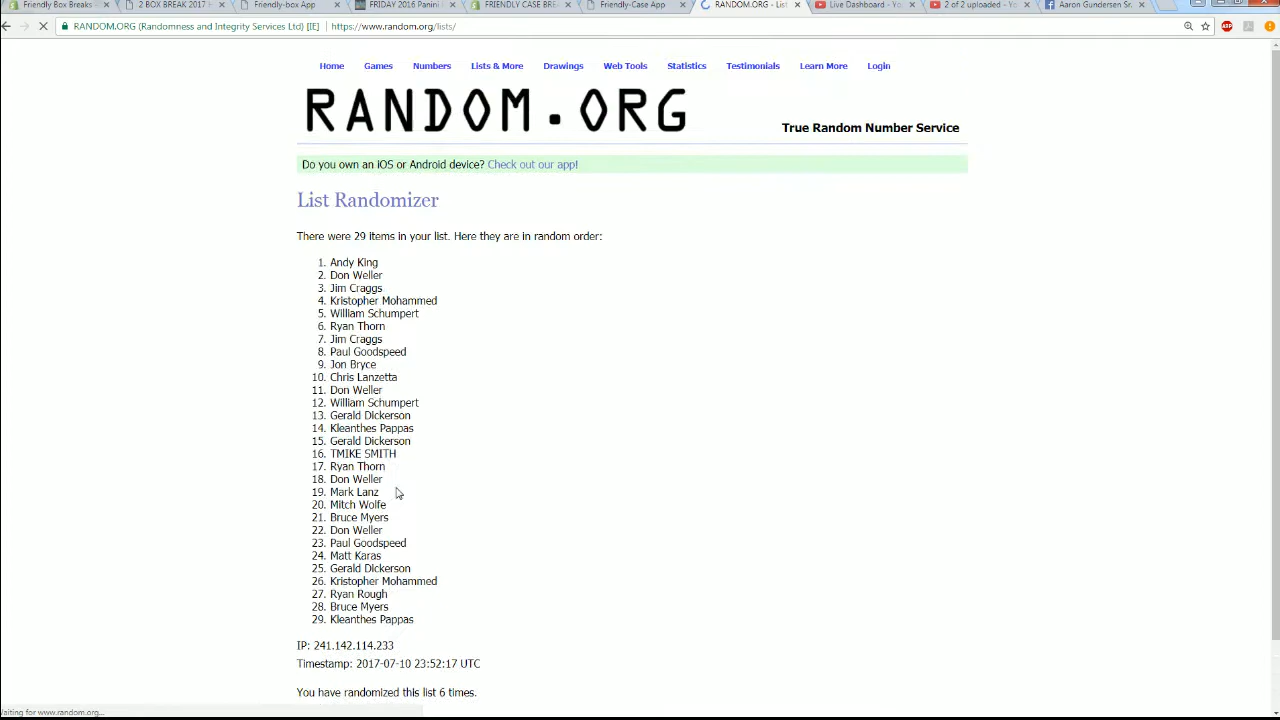 Friendly Box Breaks
2 BOX BREAK 2017 H
Friendly-box App
FRIDAY 2016 Panini
FRIENDLY CASE BRE
Friendly-Case App
RANDOM.ORG - List
Live Dashboard - Yo
2 of 2 uploaded - Yo
Aaron Gundersen Sr.
RANDOM.ORG (Randomness and Integrity Services Ltd) [IE] https://www.random.org/lists/
Home Games Numbers Lists & More Drawings Web Tools Statistics Testimonials Learn More Login
RANDOM.ORG
True Random Number Service
Do you own an iOS or Android device? Check out our app!
List Randomizer
There were 29 items in your list. Here they are in random order:
1. Andy King
2. Don Weller
3. Jim Craggs
4. Kristopher Mohammed
5. William Schumpert
6. Ryan Thorn
7. Jim Craggs
8. Paul Goodspeed
9. Jon Bryce
10. Chris Lanzetta
11. Don Weller
12. William Schumpert
13. Gerald Dickerson
14. Kleanthes Pappas
15. Gerald Dickerson
16. TMIKE SMITH
17. Ryan Thorn
18. Don Weller
19. Mark Lanz
20. Mitch Wolfe
21. Bruce Myers
22. Don Weller
23. Paul Goodspeed
24. Matt Karas
25. Gerald Dickerson
26. Kristopher Mohammed
27. Ryan Rough
28. Bruce Myers
29. Kleanthes Pappas
IP: 241.142.114.233
Timestamp: 2017-07-10 23:52:17 UTC
You have randomized this list 6 times.
Waiting for www.random.org...